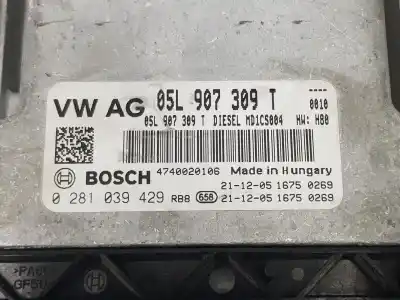 VW AG 05L 907 309 T ----
0010
05L 907 309 T DIESEL MD1CS004 HW: H80
4740020106 Made in Hungary
BOSCH 21-12-05 1675 0269
0 281 039 429 RB8 658 21-12-05 1675 0269